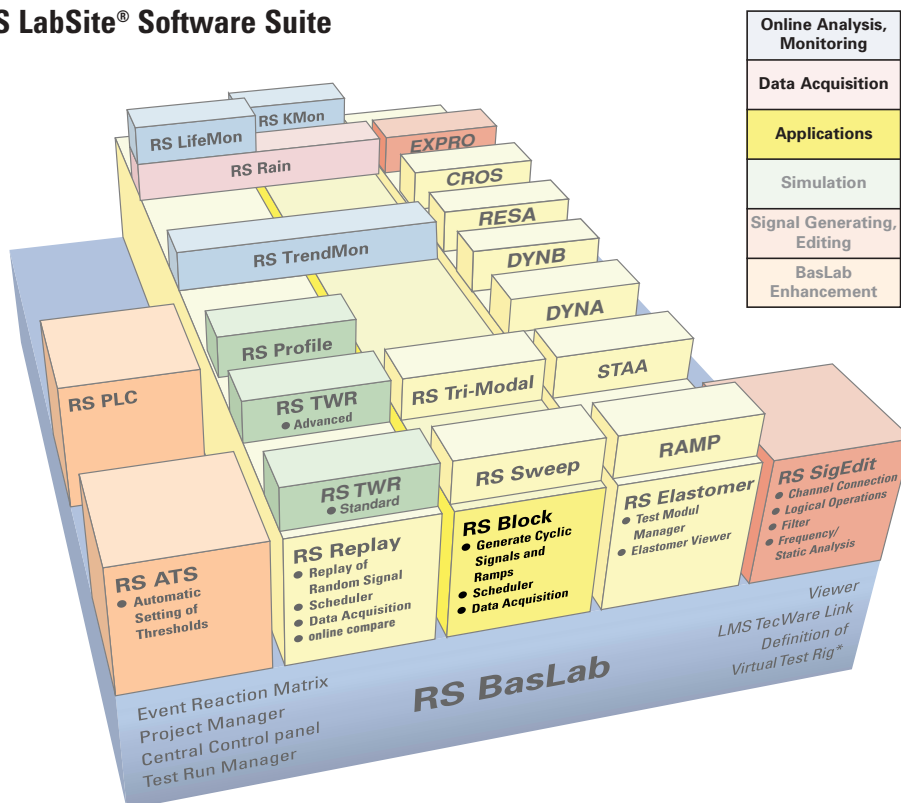 S LabSite® Software Suite
Online Analysis,
Monitoring
Data Acquisition
Applications
Simulation
Signal Generating,
Editing
BasLab
Enhancement
RS KMon
RS LifeMon
RS Rain
EXPRO
CROS
RESA
RS TrendMon
DYNB
DYNA
RS Profile
STAA
RS PLC
RS TWR
● Advanced
RS Tri-Modal
RAMP
RS Sweep
RS TWR
● Standard
RS SigEdit
● Channel Connection
● Logical Operations
● Filter
● Frequency/
Static Analysis
RS Elastomer
● Test Modul
Manager
● Elastomer Viewer
RS Block
● Generate Cyclic
Signals and
Ramps
● Scheduler
● Data Acquisition
RS Replay
● Replay of
Random Signal
● Scheduler
● Data Acquisition
● online compare
RS ATS
● Automatic
Setting of
Thresholds
RS BasLab
Event Reaction Matrix
Project Manager
Central Control panel
Test Run Manager
Viewer
LMS TecWare Link
Definition of
Virtual Test Rig*